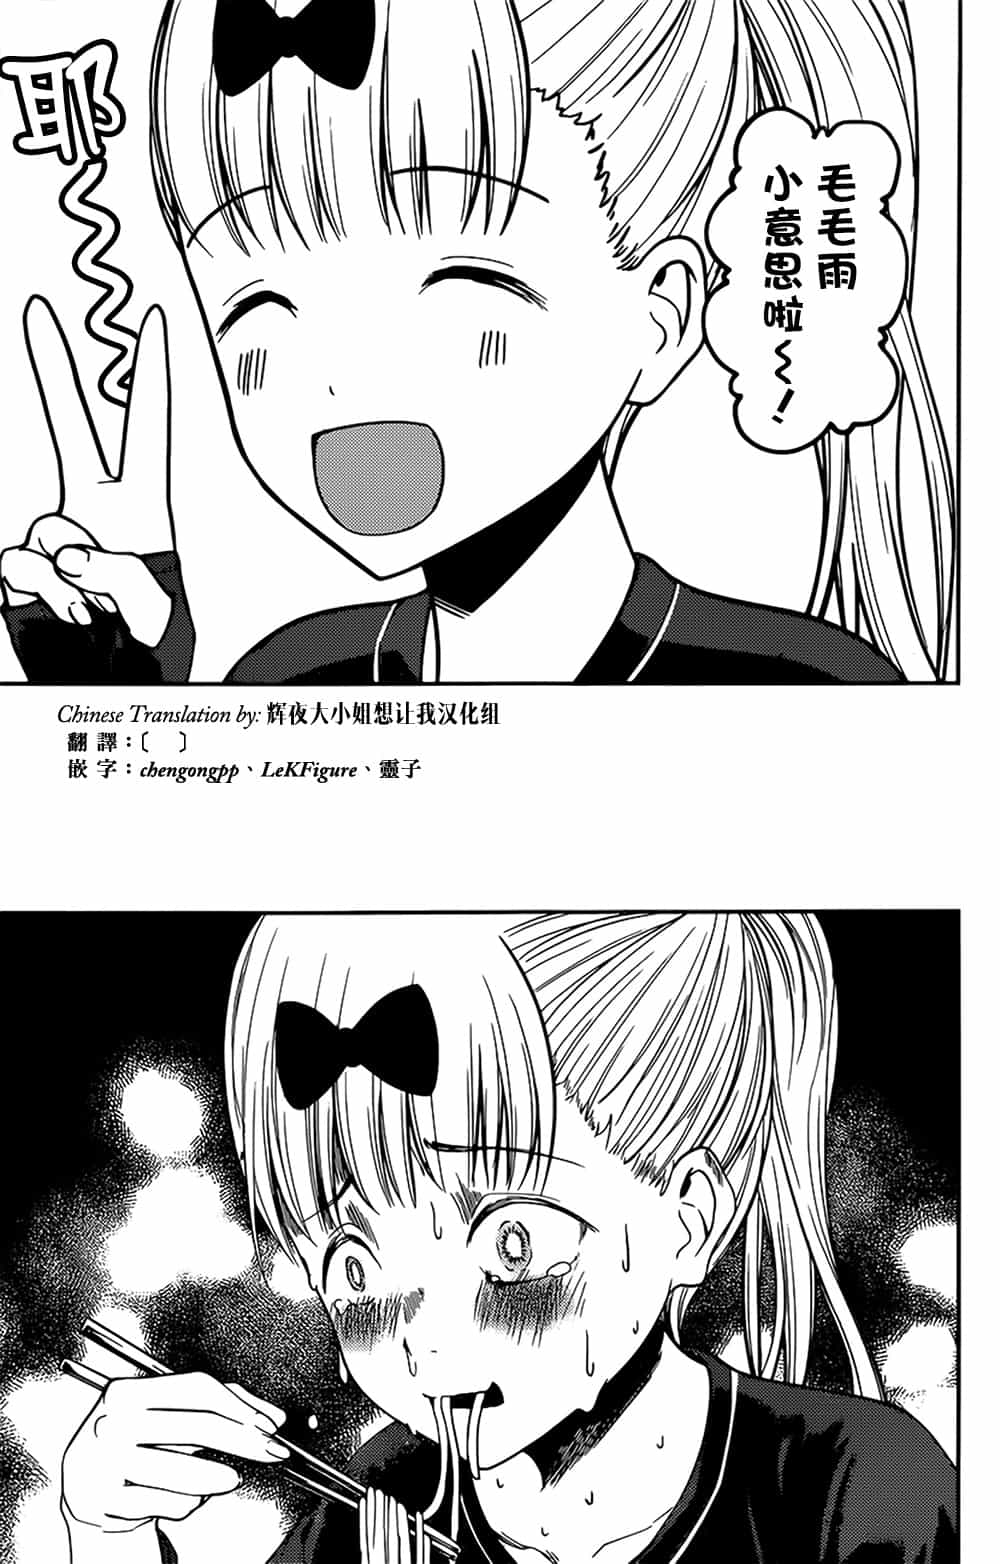 毛毛雨
小意思啦～！
耶～
Chinese Translation by: 辉夜大小姐想让我汉化组
翻 譯：〔 〕
嵌 字：chengongpp、LeKFigure、靈子